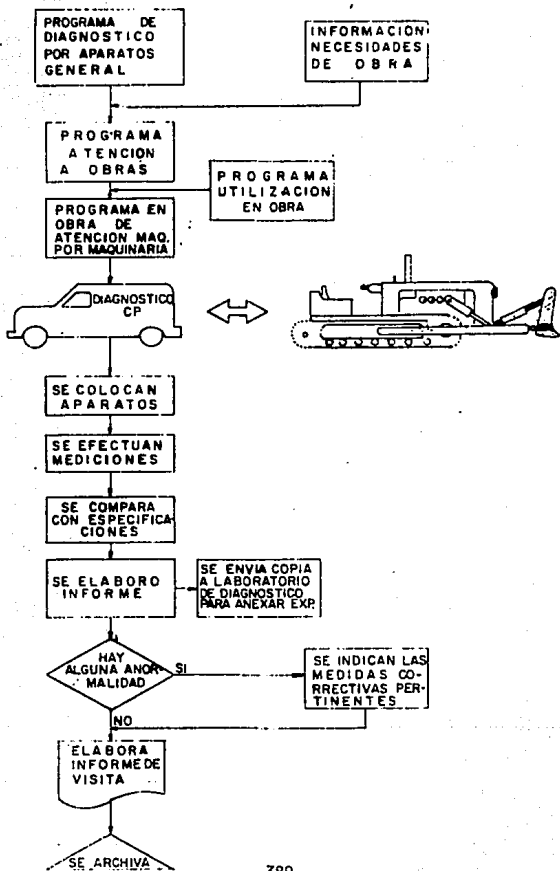 PROGRAMA DE
DIAGNOSTICO
POR APARATOS
GENERAL
INFORMACIÓN
NECESIDADES
DE OBRA
PROGRAMA
ATENCION
A OBRAS
PROGRAMA
UTILIZACION
EN OBRA
PROGRAMA EN
OBRA DE
ATENCION MAQ.
POR MAQUINARIA
DIAGNOSTICO
CP
SE COLOCAN
APARATOS
SE EFECTUAN
MEDICIONES
SE COMPARA
CON ESPECIFICA-
CIONES
SE ELABORO
INFORME
SE ENVIA COPIA
A LABORATORIO
DE DIAGNOSTICO
PARA ANEXAR EXP.
HAY
ALGUNA ANOR-
MALIDAD
SI
SE INDICAN LAS
MEDIDAS CO-
RRECTIVAS PER-
TINENTES
NO
ELABORA
INFORME DE
VISITA
SE ARCHIVA